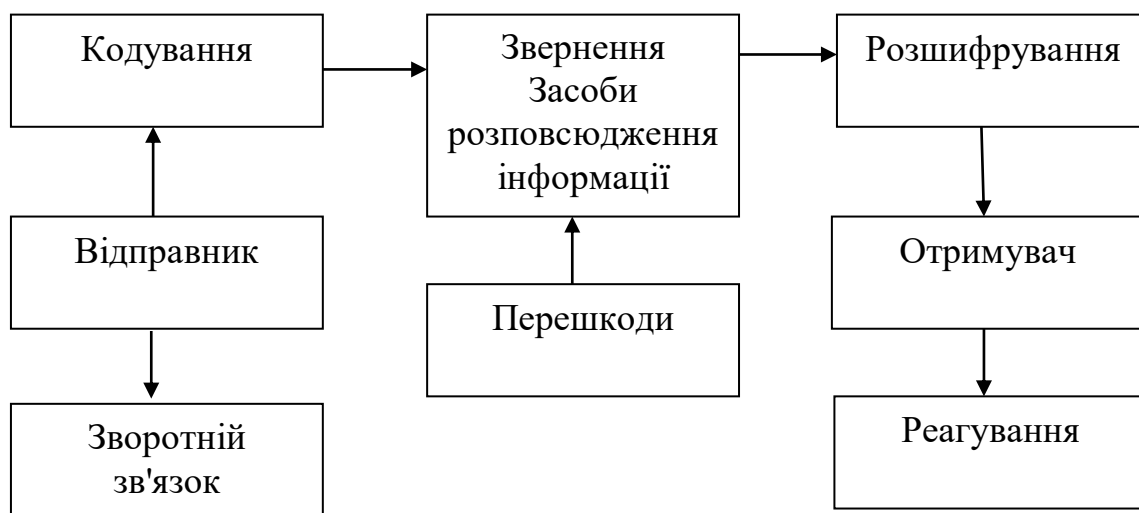 Кодування
Звернення
Засоби
розповсюдження
інформації
Розшифрування
Відправник
Перешкоди
Отримувач
Зворотній
зв'язок
Реагування